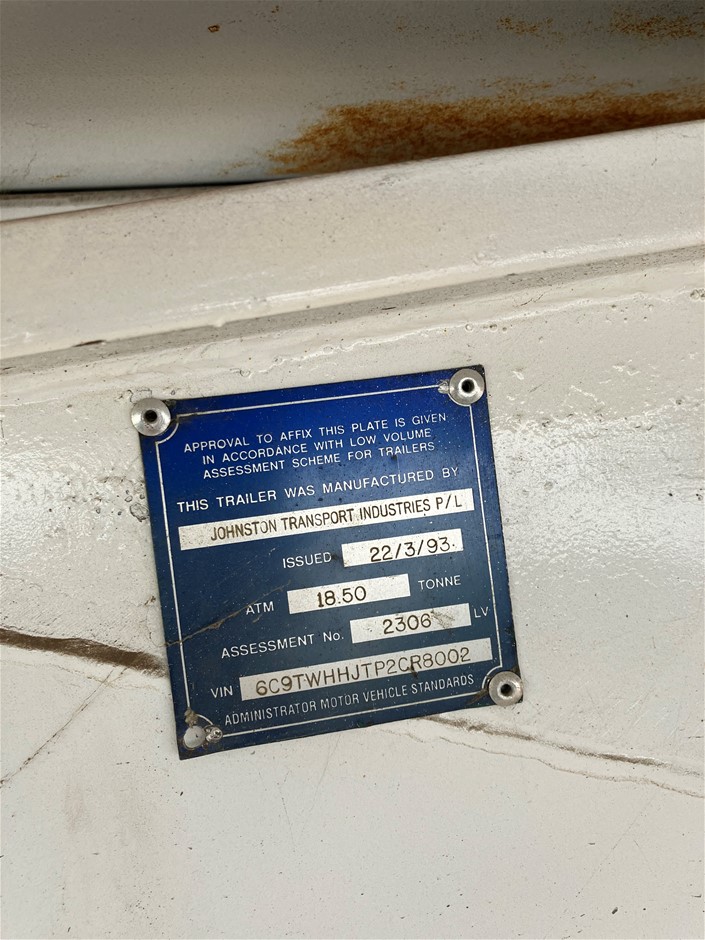 APPROVAL TO AFFIX THIS PLATE IS GIVEN
IN ACCORDANCE WITH LOW VOLUME
ASSESSMENT SCHEME FOR TRAILERS
THIS TRAILER WAS MANUFACTURED BY
JOHNSTON TRANSPORT INDUSTRIES P/L
ISSUED 22/3/93.
ATM 18.50 TONNE
ASSESSMENT No. 2306 LV
VIN 6C9TWHHJTP2CR8002
ADMINISTRATOR MOTOR VEHICLE STANDARDS